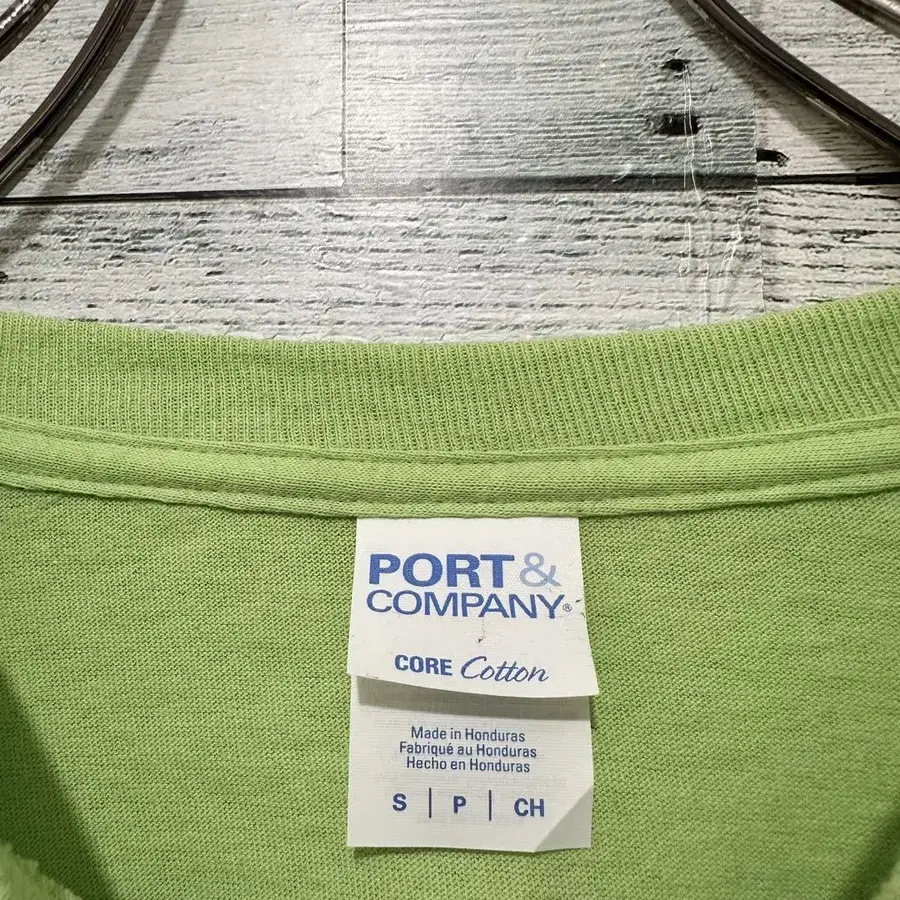 PORT &
COMPANY®
CORE Cotton
Made in Honduras
Fabriqué au Honduras
Hecho en Honduras
S | P | CH